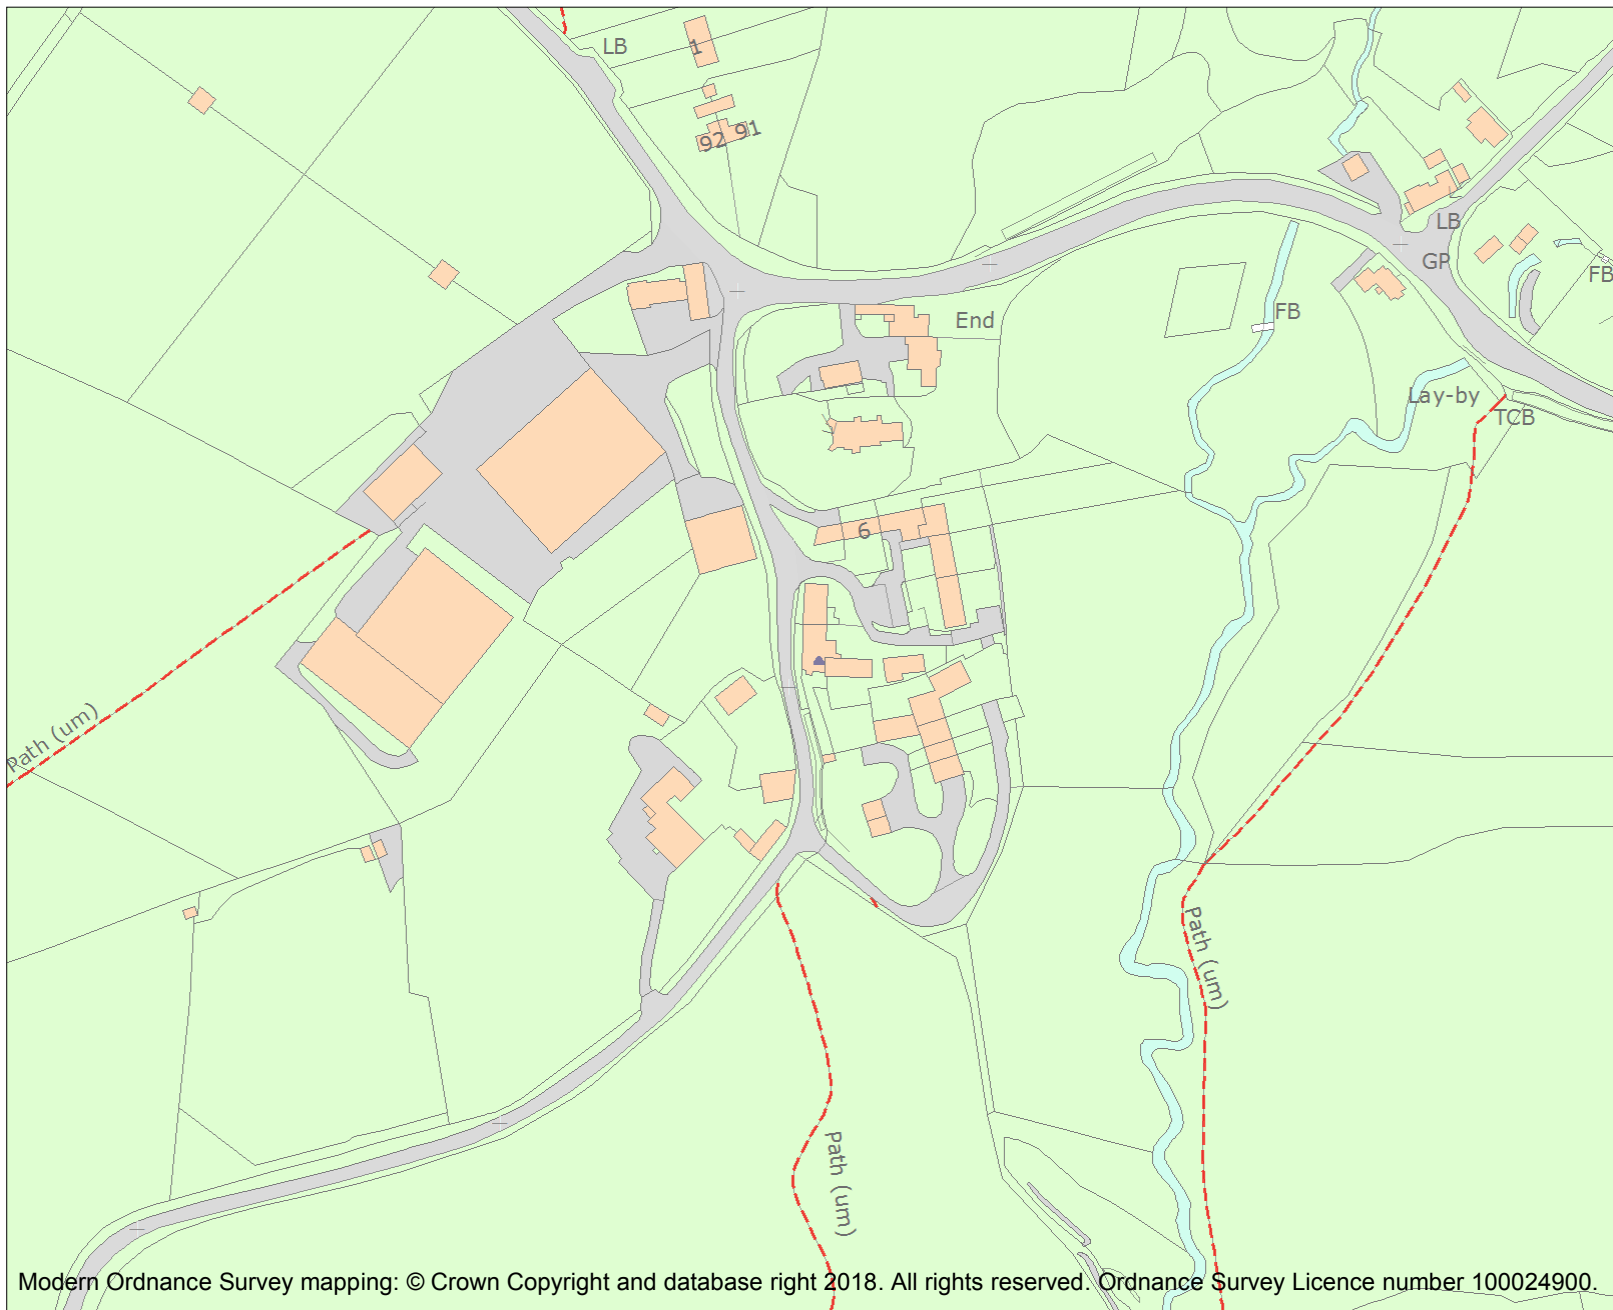 LB
1
92 91
LB
GP
FB
FB
End
Lay-by
TCB
6
Path (um)
Path (um)
Path (um)
Modern Ordnance Survey mapping: © Crown Copyright and database right 2018. All rights reserved. Ordnance Survey Licence number 100024900.